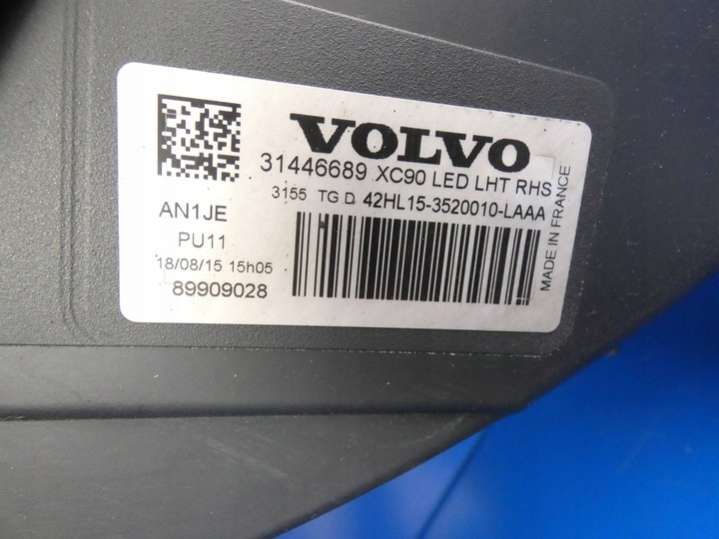 VOLVO
31446689 XC90 LED LHT RHS
3155 TG D 42HL15-3520010-LAAA
AN1JE
PU11
18/08/15 15h05
89909028
MADE IN FRANCE